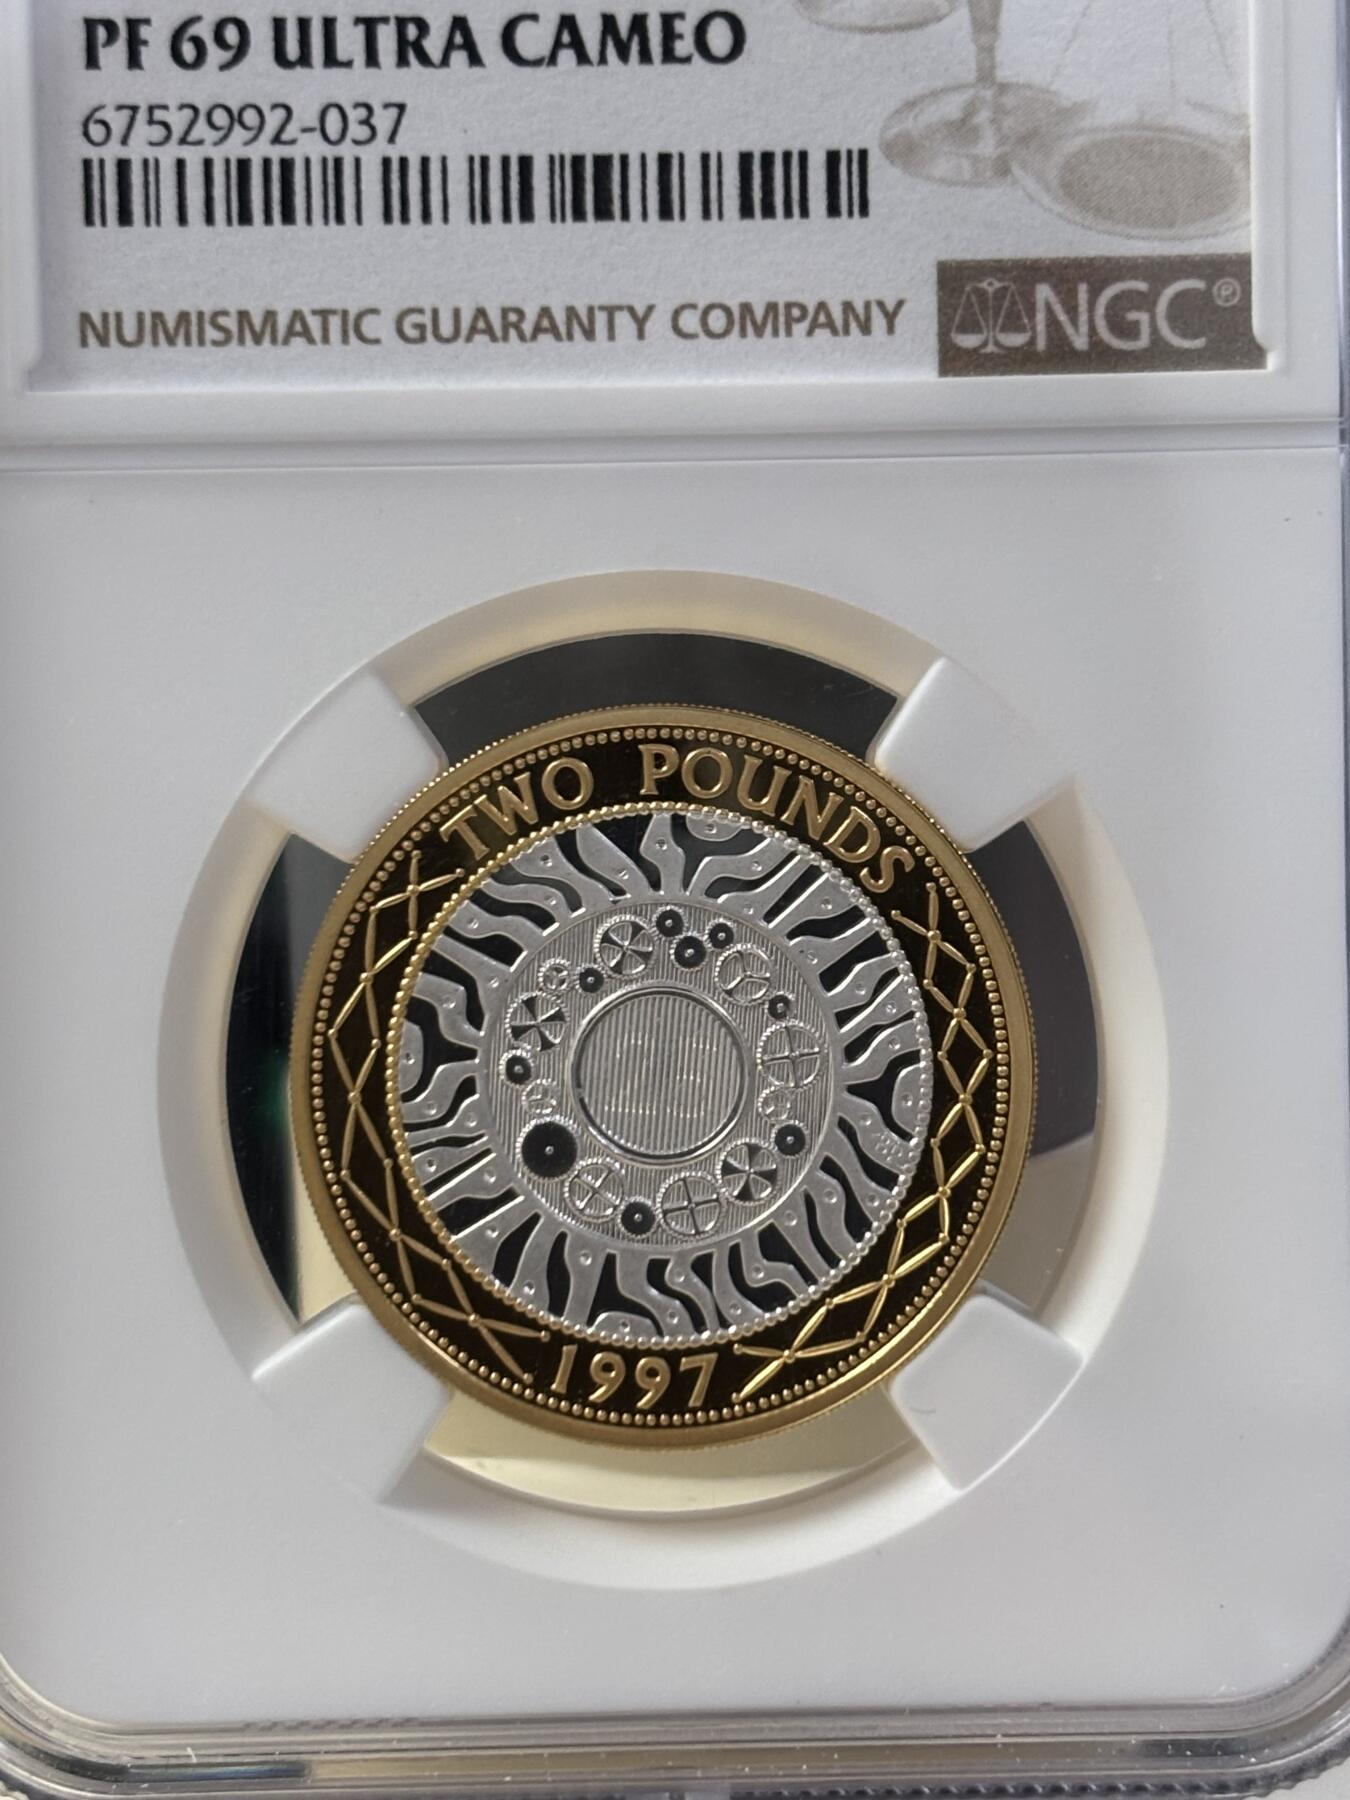 PF 69 ULTRA CAMEO
6752992-037
NUMISMATIC GUARANTY COMPANY
NGC®
TWO POUNDS
1997